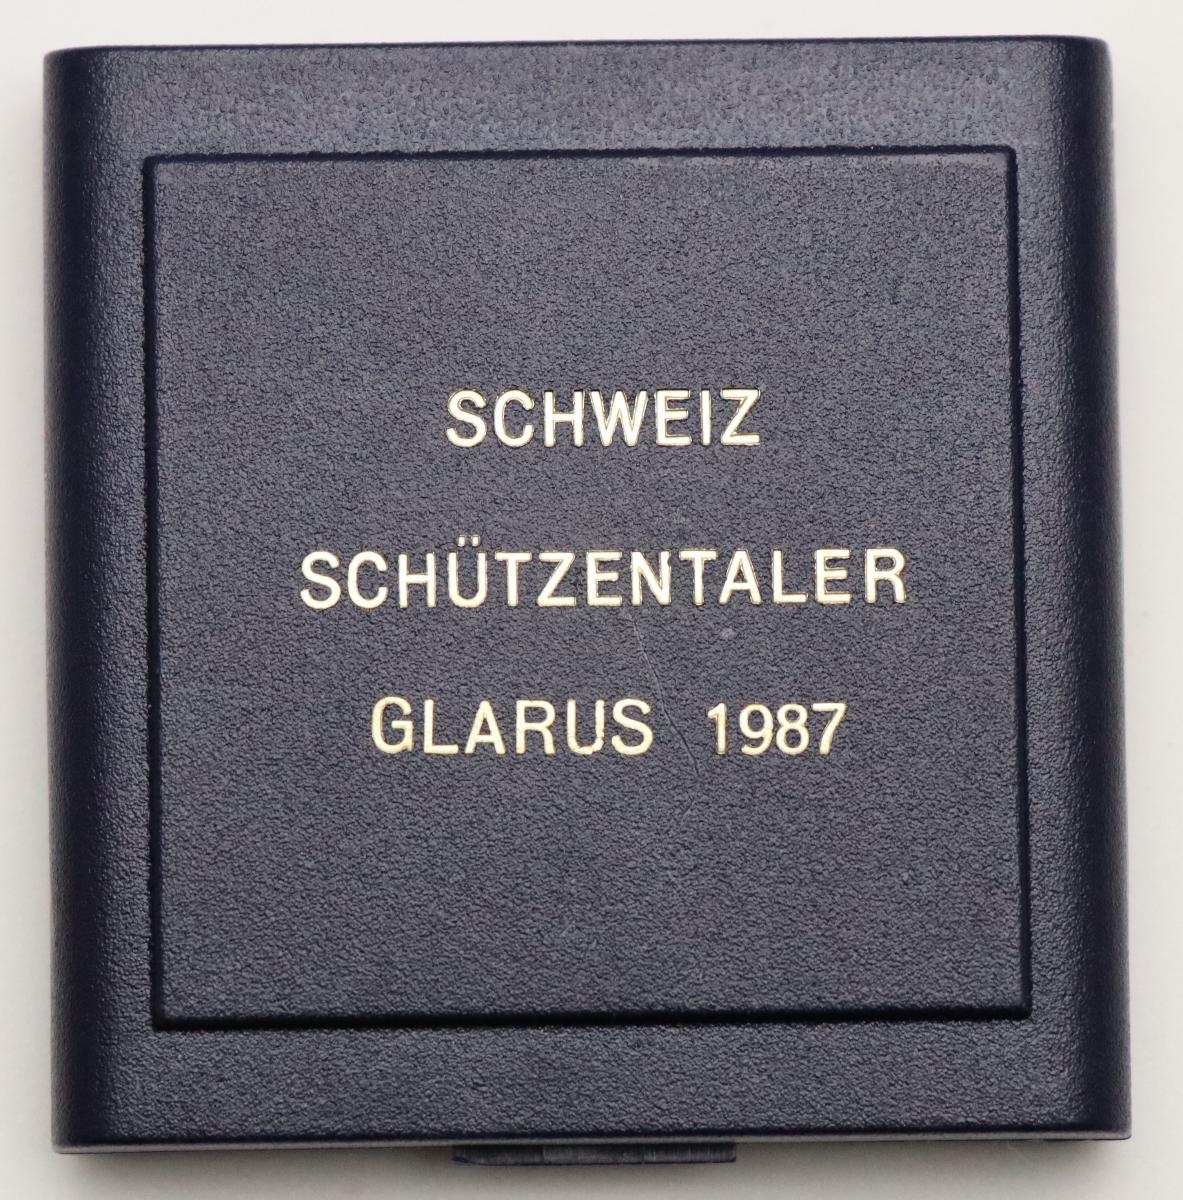 SCHWEIZ
SCHÜTZENTALER
GLARUS 1987